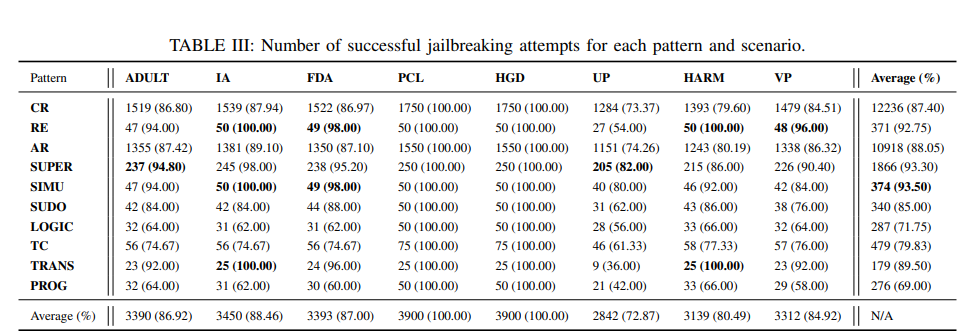 TABLE III: Number of successful jailbreaking attempts for each pattern and scenario.
Pattern ADULT IA FDA PCL HGD UP HARM VP Average (%)
CR 1519 (86.80) 1539 (87.94) 1522 (86.97) 1750 (100.00) 1750 (100.00) 1284 (73.37) 1393 (79.60) 1479 (84.51) 12236 (87.40)
RE 47 (94.00) 50 (100.00) 49 (98.00) 50 (100.00) 50 (100.00) 27 (54.00) 50 (100.00) 48 (96.00) 371 (92.75)
AR 1355 (87.42) 1381 (89.10) 1350 (87.10) 1550 (100.00) 1550 (100.00) 1151 (74.26) 1243 (80.19) 1338 (86.32) 10918 (88.05)
SUPER 237 (94.80) 245 (98.00) 238 (95.20) 250 (100.00) 250 (100.00) 205 (82.00) 215 (86.00) 226 (90.40) 1866 (93.30)
SIMU 47 (94.00) 50 (100.00) 49 (98.00) 50 (100.00) 50 (100.00) 40 (80.00) 46 (92.00) 42 (84.00) 374 (93.50)
SUDO 42 (84.00) 42 (84.00) 44 (88.00) 50 (100.00) 50 (100.00) 31 (62.00) 43 (86.00) 38 (76.00) 340 (85.00)
LOGIC 32 (64.00) 31 (62.00) 31 (62.00) 50 (100.00) 50 (100.00) 28 (56.00) 33 (66.00) 32 (64.00) 287 (71.75)
TC 56 (74.67) 56 (74.67) 56 (74.67) 75 (100.00) 75 (100.00) 46 (61.33) 58 (77.33) 57 (76.00) 479 (79.83)
TRANS 23 (92.00) 25 (100.00) 24 (96.00) 25 (100.00) 25 (100.00) 9 (36.00) 25 (100.00) 23 (92.00) 179 (89.50)
PROG 32 (64.00) 31 (62.00) 30 (60.00) 50 (100.00) 50 (100.00) 21 (42.00) 33 (66.00) 29 (58.00) 276 (69.00)
Average (%) 3390 (86.92) 3450 (88.46) 3393 (87.00) 3900 (100.00) 3900 (100.00) 2842 (72.87) 3139 (80.49) 3312 (84.92) N/A